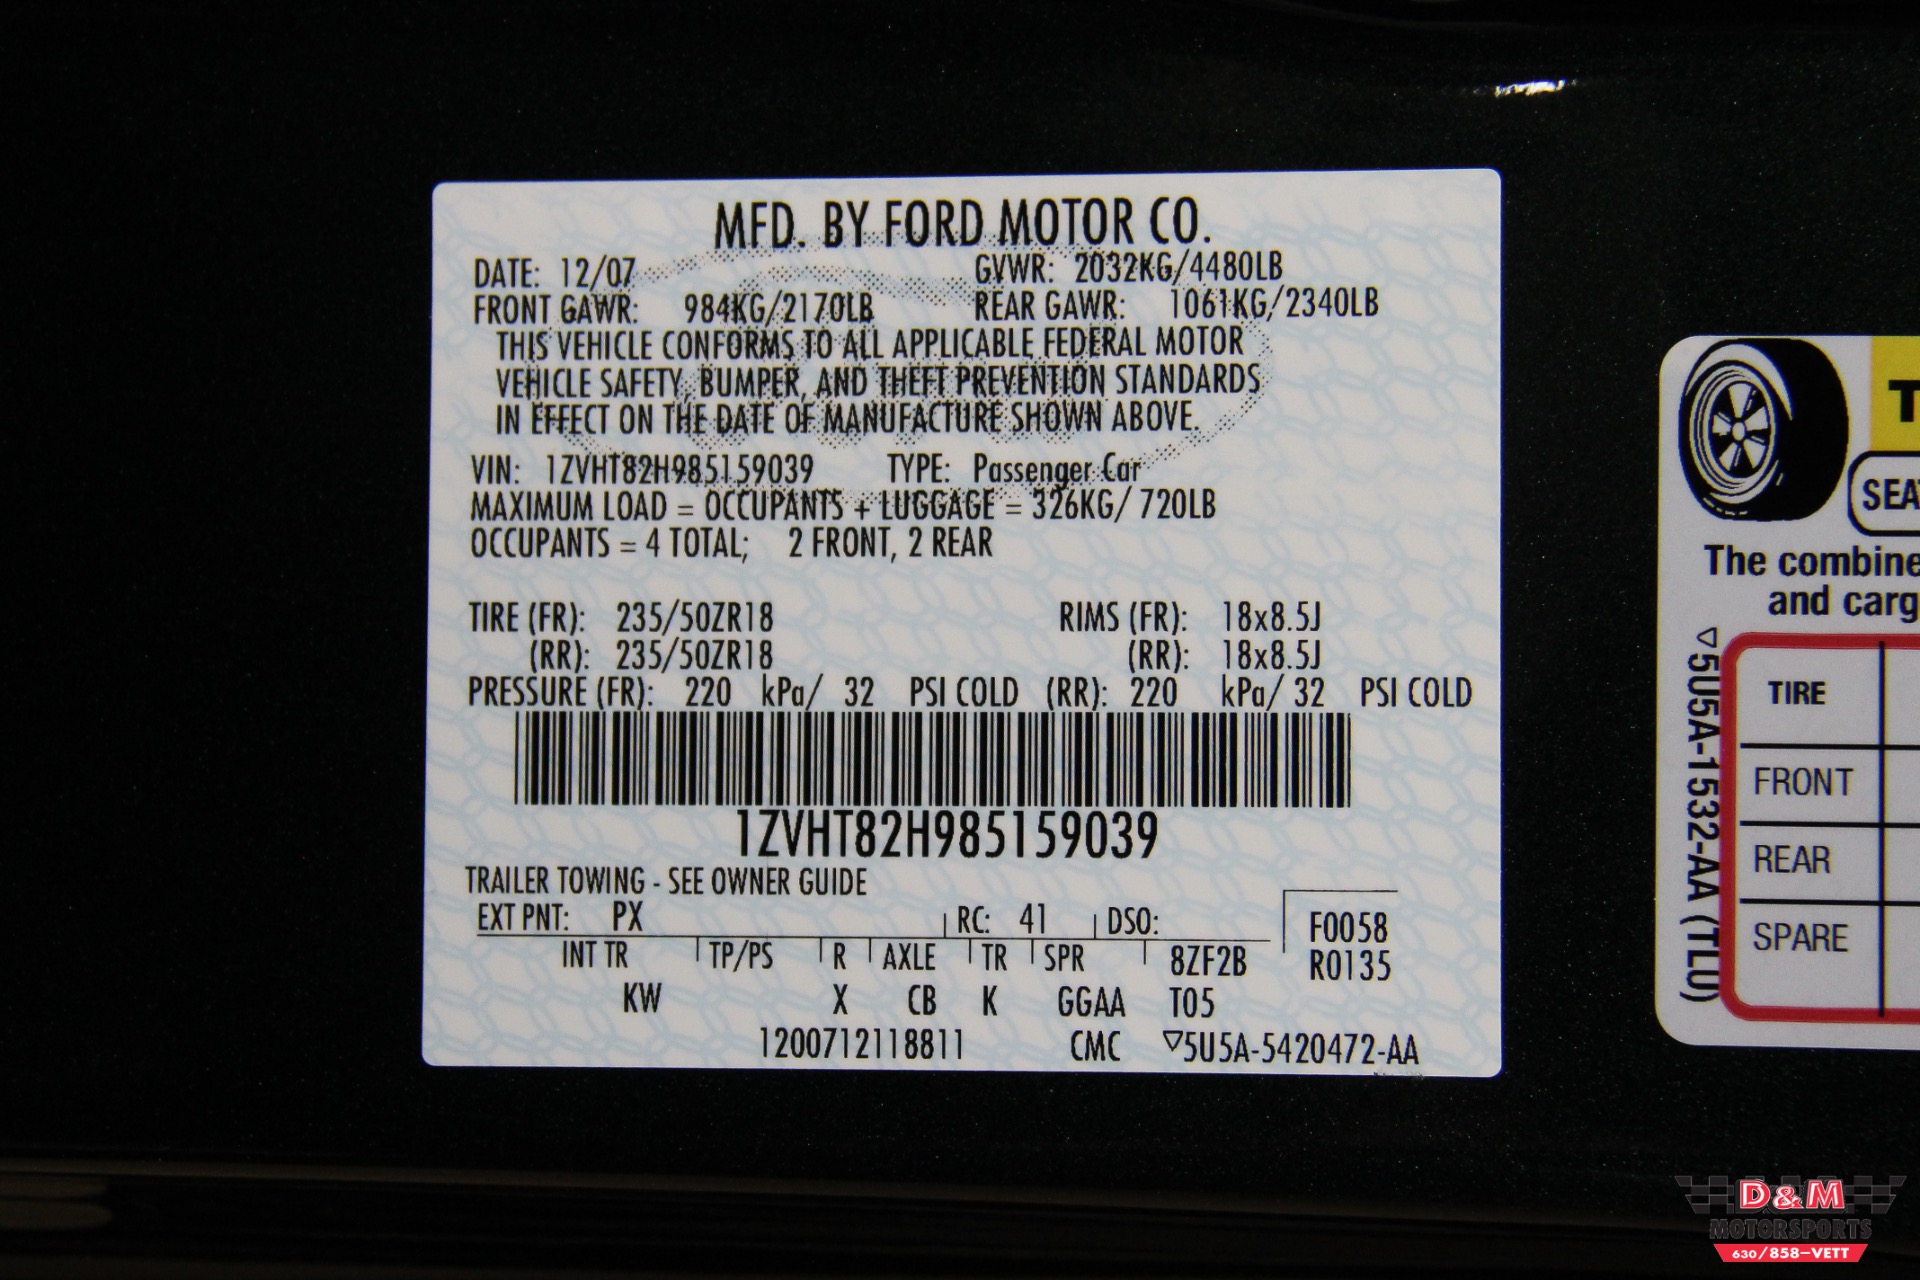 MFD. BY FORD MOTOR CO.
DATE: 12/07 GVWR: 2032KG/4480LB
FRONT GAWR: 984KG/2170LB REAR GAWR: 1061KG/2340LB
THIS VEHICLE CONFORMS TO ALL APPLICABLE FEDERAL MOTOR
VEHICLE SAFETY, BUMPER, AND THEFT PREVENTION STANDARDS
IN EFFECT ON THE DATE OF MANUFACTURE SHOWN ABOVE.
VIN: 1ZVHT82H985159039 TYPE: Passenger Car
MAXIMUM LOAD = OCCUPANTS + LUGGAGE = 326KG/ 720LB
OCCUPANTS = 4 TOTAL; 2 FRONT, 2 REAR
TIRE (FR): 235/50ZR18 RIMS (FR): 18x8.5J
(RR): 235/50ZR18 (RR): 18x8.5J
PRESSURE (FR): 220 kPa/ 32 PSI COLD (RR): 220 kPa/ 32 PSI COLD
1ZVHT82H985159039
TRAILER TOWING - SEE OWNER GUIDE
EXT PNT: PX RC: 41 DSO: F0058
INT TR TP/PS R AXLE TR SPR 8ZF2B R0135
KW X CB K GGAA T05
1200712118811 CMC ▽5U5A-5420472-AA
T
SEAT
The combine
and carg
▽5U5A-1532-AA (TLU)
TIRE
FRONT
REAR
SPARE
D&M
MOTORSPORTS
630/858-VETT